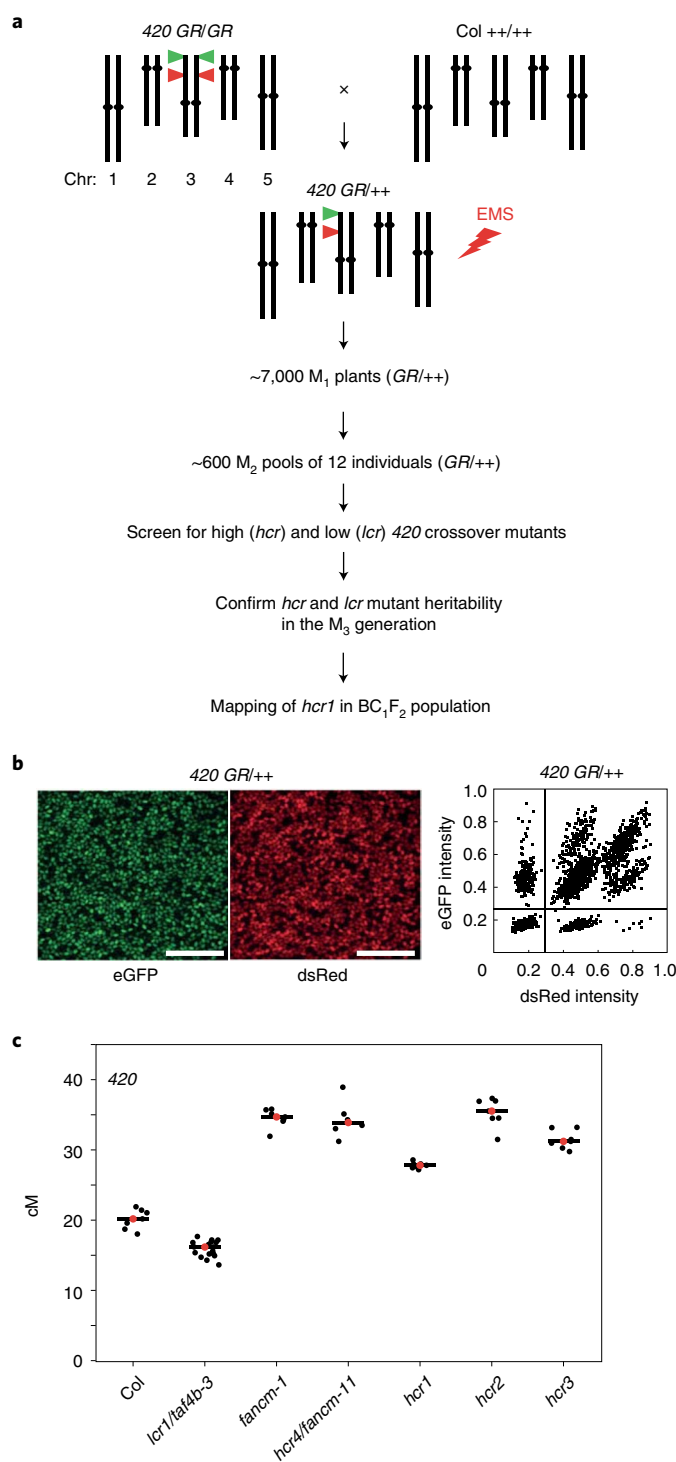 a
420 GR/GR
Col ++/++
×
Chr: 1 2 3 4 5
420 GR/++
EMS
~7,000 M1 plants (GR/++)
~600 M2 pools of 12 individuals (GR/++)
Screen for high (hcr) and low (lcr) 420 crossover mutants
Confirm hcr and lcr mutant heritability
in the M3 generation
Mapping of hcr1 in BC1F2 population
b
420 GR/++
eGFP
dsRed
420 GR/++
1.0
0.8
0.6
0.4
0.2
eGFP intensity
0 0.2 0.4 0.6 0.8 1.0
dsRed intensity
c
420
40
30
20
10
0
cM
Col
lcr1/taf4b-3
fancm-1
hcr4/fancm-11
hcr1
hcr2
hcr3